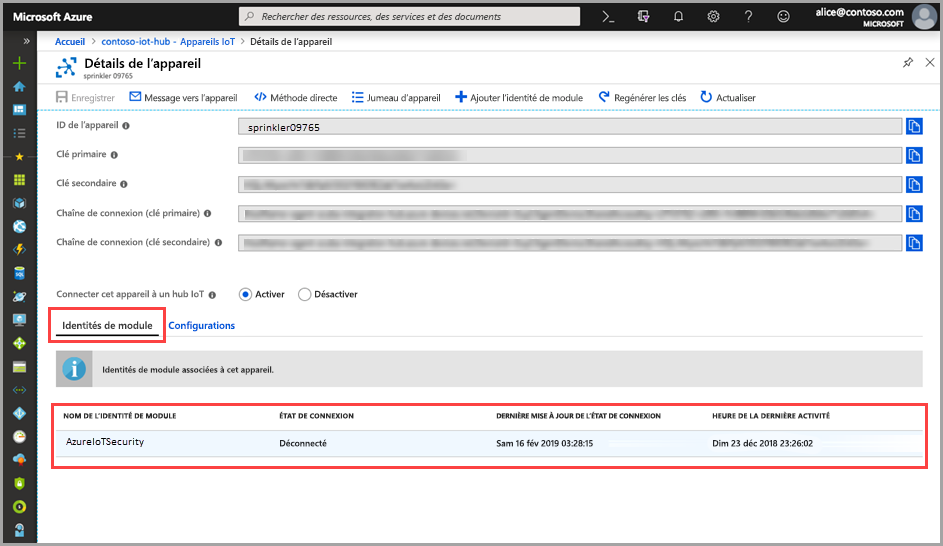 Microsoft Azure
Rechercher des ressources, des services et des documents
alice@contoso.com
MICROSOFT
Accueil > contoso-iot-hub - Appareils IoT > Détails de l'appareil
Détails de l'appareil
sprinkler 09765
Enregistrer Message vers l'appareil Méthode directe Jumeau d'appareil Ajouter l'identité de module Regénérer les clés Actualiser
ID de l'appareil
sprinkler09765
Clé primaire
Clé secondaire
Chaîne de connexion (clé primaire)
Chaîne de connexion (clé secondaire)
Connecter cet appareil à un hub IoT Activer Désactiver
Identités de module Configurations
Identités de module associées à cet appareil.
NOM DE L'IDENTITÉ DE MODULE ÉTAT DE CONNEXION DERNIÈRE MISE À JOUR DE L'ÉTAT DE CONNEXION HEURE DE LA DERNIÈRE ACTIVITÉ
AzureIoTSecurity Déconnecté Sam 16 fév 2019 03:28:15 Dim 23 déc 2018 23:26:02